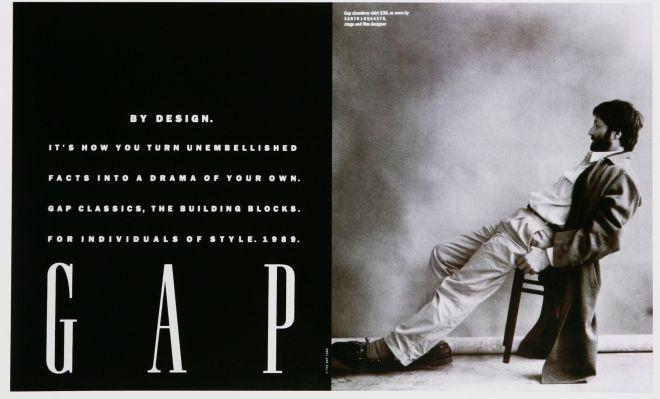 BY DESIGN.
IT'S HOW YOU TURN UNEMBELLISHED
FACTS INTO A DRAMA OF YOUR OWN.
GAP CLASSICS, THE BUILDING BLOCKS.
FOR INDIVIDUALS OF STYLE. 1989.
GAP
Gap chambray shirt $30, as worn by
SANTO LOQUASTO,
stage and film designer